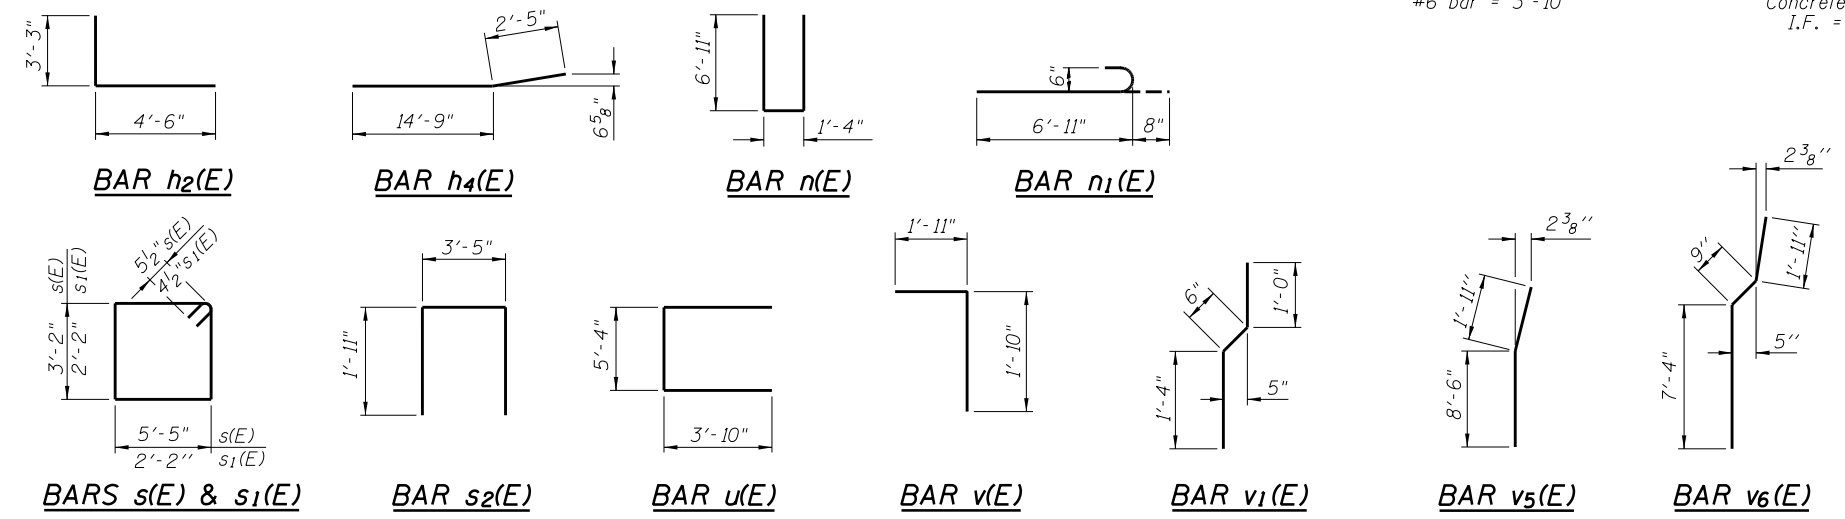 #6 bar = 5'-10"
Concrete
I.F. =
3'-3"
4'-6"
BAR h2(E)
2'-5"
14'-9"
6 5/8"
BAR h4(E)
6'-11"
1'-4"
BAR n(E)
6"
6'-11"
8"
BAR n1(E)
5 1/2" s(E)
4 1/2" s1(E)
s(E)
s1(E)
3'-2"
2'-2"
5'-5" s(E)
2'-2" s1(E)
BARS s(E) & s1(E)
3'-5"
1'-11"
BAR s2(E)
5'-4"
3'-10"
BAR u(E)
1'-11"
1'-10"
BAR v(E)
6"
1'-0"
1'-4"
5"
BAR v1(E)
2 3/8"
1'-11"
8'-6"
BAR v5(E)
2 3/8"
9"
1'-11"
7'-4"
5"
BAR v6(E)